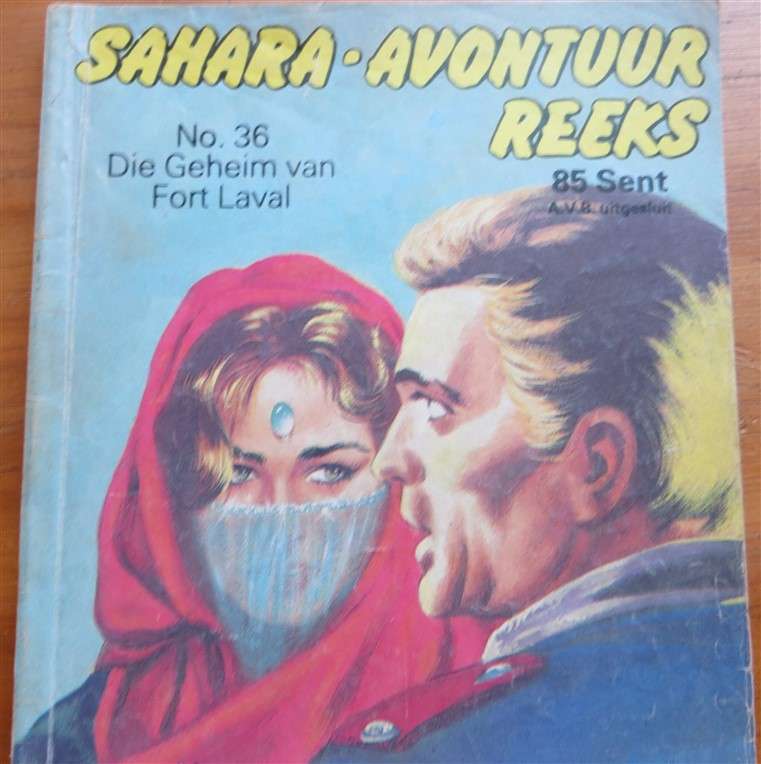 SAHARA-AVONTUUR
REEKS
No. 36
Die Geheim van
Fort Laval
85 Sent
A.V.B. uitgesluit